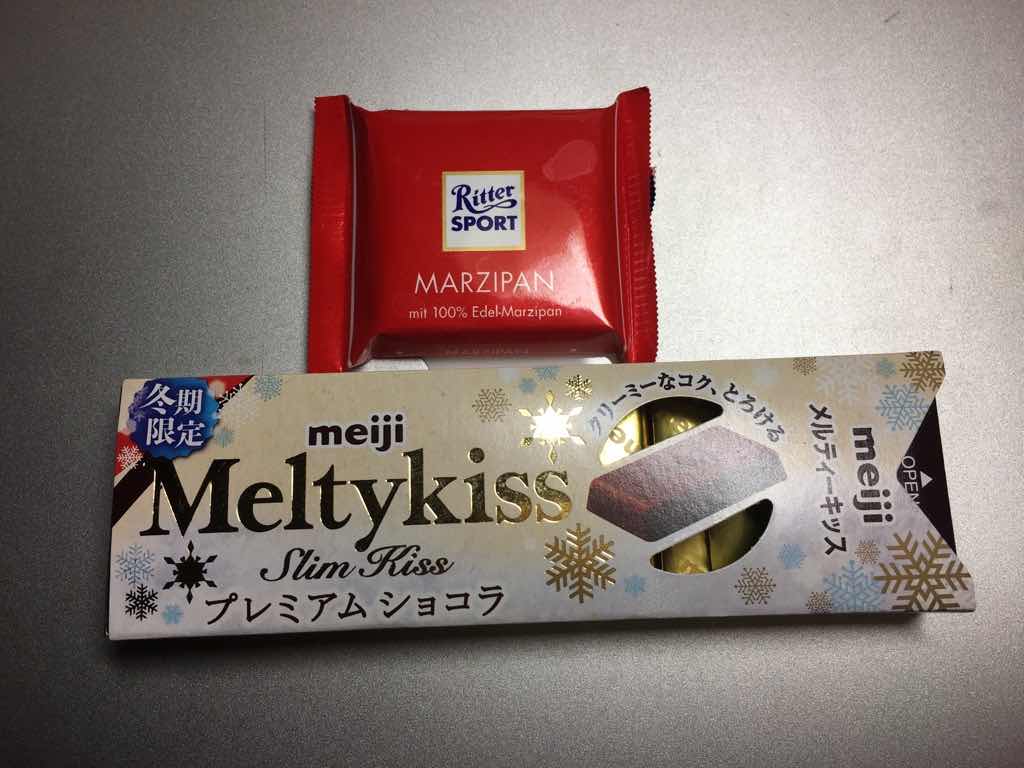 Ritter
SPORT
MARZIPAN
mit 100% Edel-Marzipan
MARZIPAN
冬期
限定
meiji
Meltykiss
Slim Kiss
プレミアム ショコラ
クリーミーなコク、とろける
meiji
メルティーキッス
OPEN